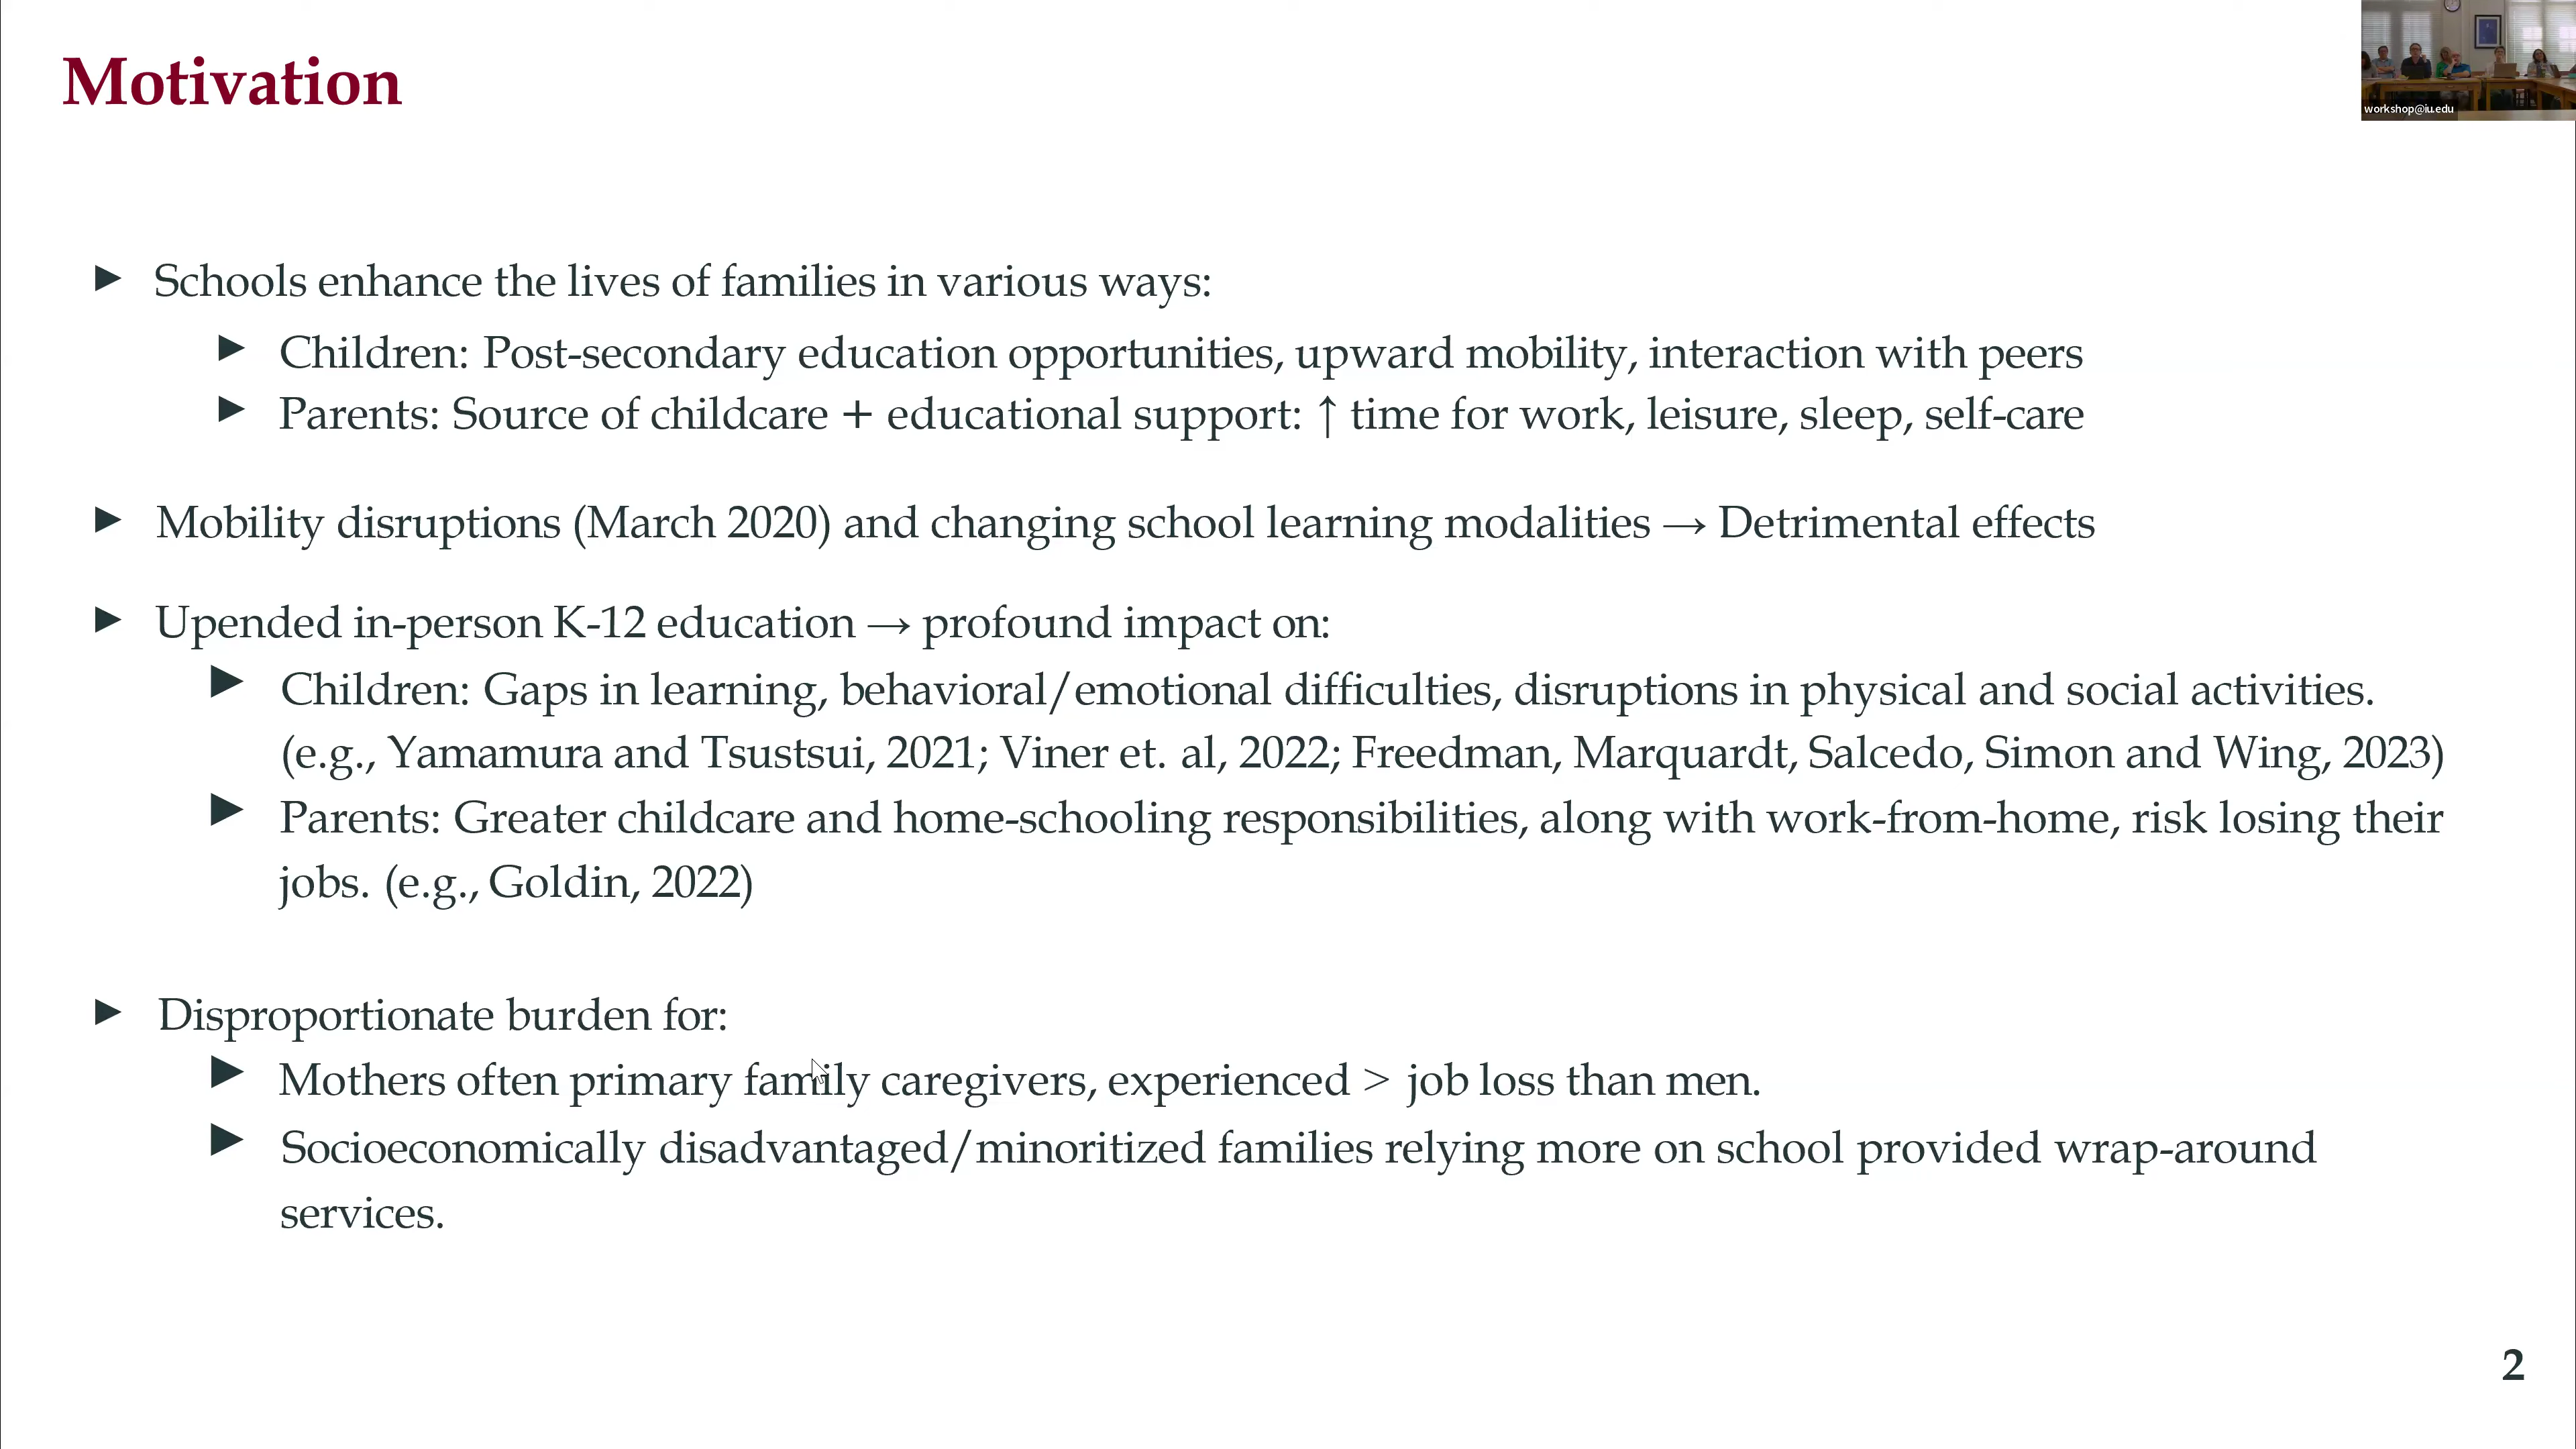 Motivation
workshop@iu.edu
► Schools enhance the lives of families in various ways:
► Children: Post-secondary education opportunities, upward mobility, interaction with peers
► Parents: Source of childcare + educational support: ↑ time for work, leisure, sleep, self-care
► Mobility disruptions (March 2020) and changing school learning modalities → Detrimental effects
► Upended in-person K-12 education → profound impact on:
► Children: Gaps in learning, behavioral/emotional difficulties, disruptions in physical and social activities.
(e.g., Yamamura and Tsustsui, 2021; Viner et. al, 2022; Freedman, Marquardt, Salcedo, Simon and Wing, 2023)
► Parents: Greater childcare and home-schooling responsibilities, along with work-from-home, risk losing their
jobs. (e.g., Goldin, 2022)
► Disproportionate burden for:
► Mothers often primary family caregivers, experienced > job loss than men.
► Socioeconomically disadvantaged/minoritized families relying more on school provided wrap-around
services.
2